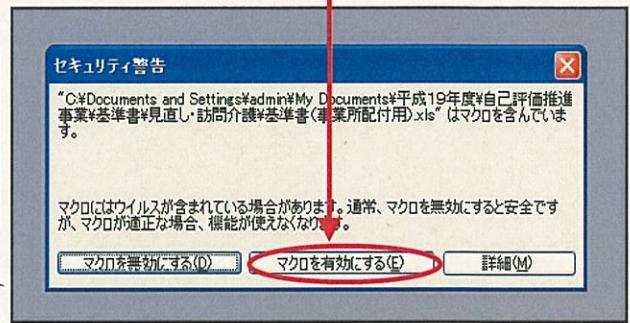 セキュリティ警告
"C:¥Documents and Settings¥admin¥My Documents¥平成19年度¥自己評価推進
事業¥基準書¥見直し・訪問介護¥基準書(事業所配付用).xls" はマクロを含んでいま
す。
マクロにはウイルスが含まれている場合があります。通常、マクロを無効にすると安全です
が、マクロが適正な場合、機能が使えなくなります。
マクロを無効にする(D)
マクロを有効にする(E)
詳細(M)